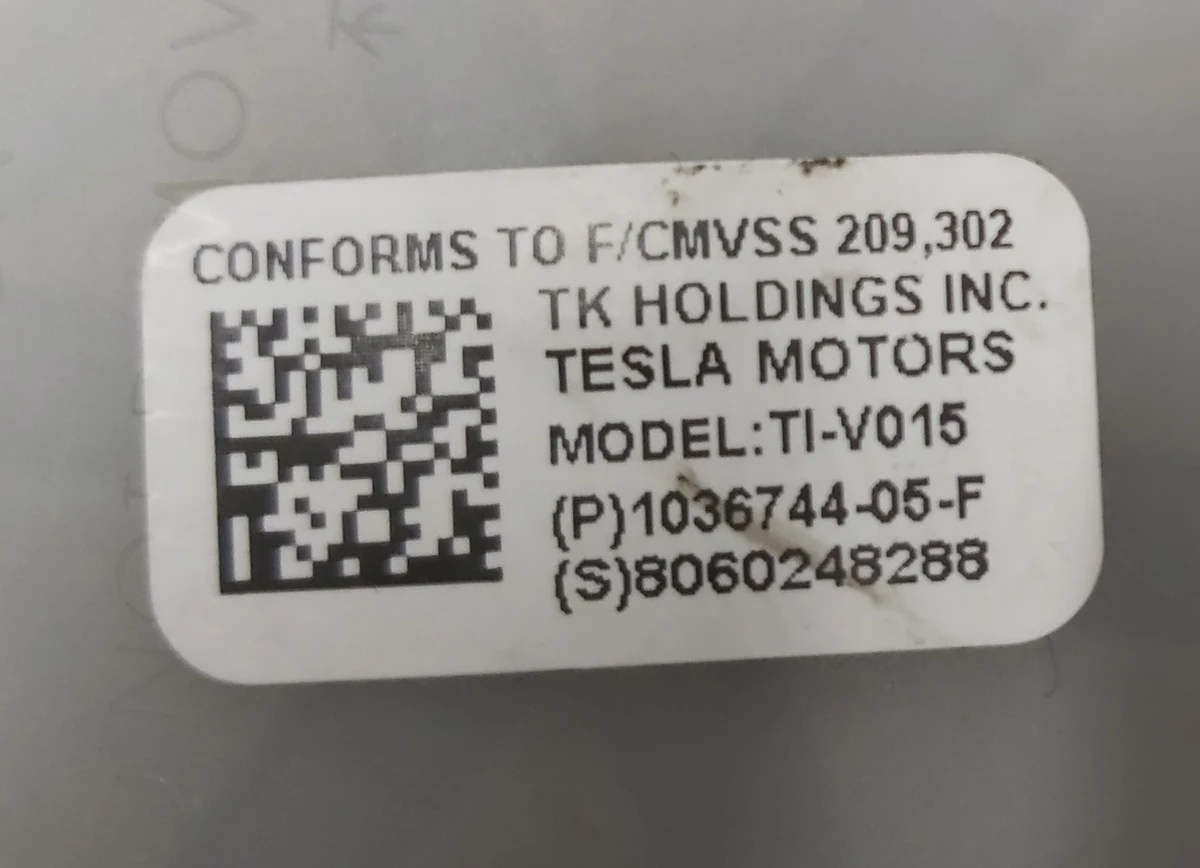 CONFORMS TO F/CMVSS 209,302
TK HOLDINGS INC.
TESLA MOTORS
MODEL:TI-V015
(P)1036744-05-F
(S)8060248288